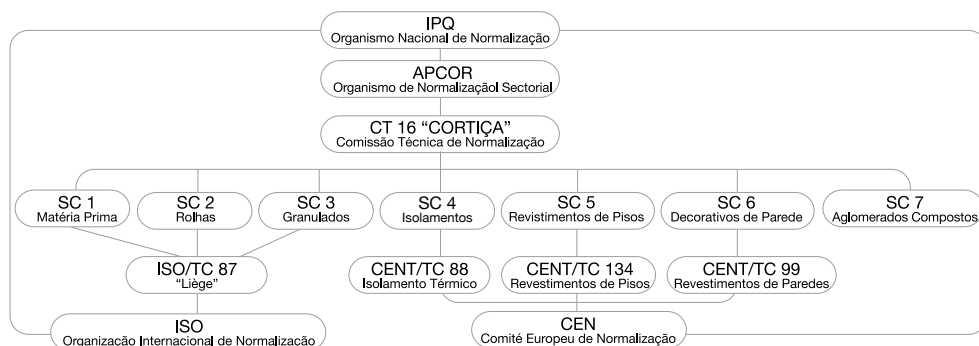 IPQ
Organismo Nacional de Normalização
APCOR
Organismo de Normalizaçãol Sectorial
CT 16 “CORTIÇA”
Comissão Técnica de Normalização
SC 1
Matéria Prima
SC 2
Rolhas
SC 3
Granulados
SC 4
Isolamentos
SC 5
Revistimentos de Pisos
SC 6
Decorativos de Parede
SC 7
Aglomerados Compostos
ISO/TC 87
“Liège”
CENT/TC 88
Isolamento Térmico
CENT/TC 134
Revestimentos de Pisos
CENT/TC 99
Revestimentos de Paredes
ISO
Organização Internacional de Normalização
CEN
Comité Europeu de Normalização